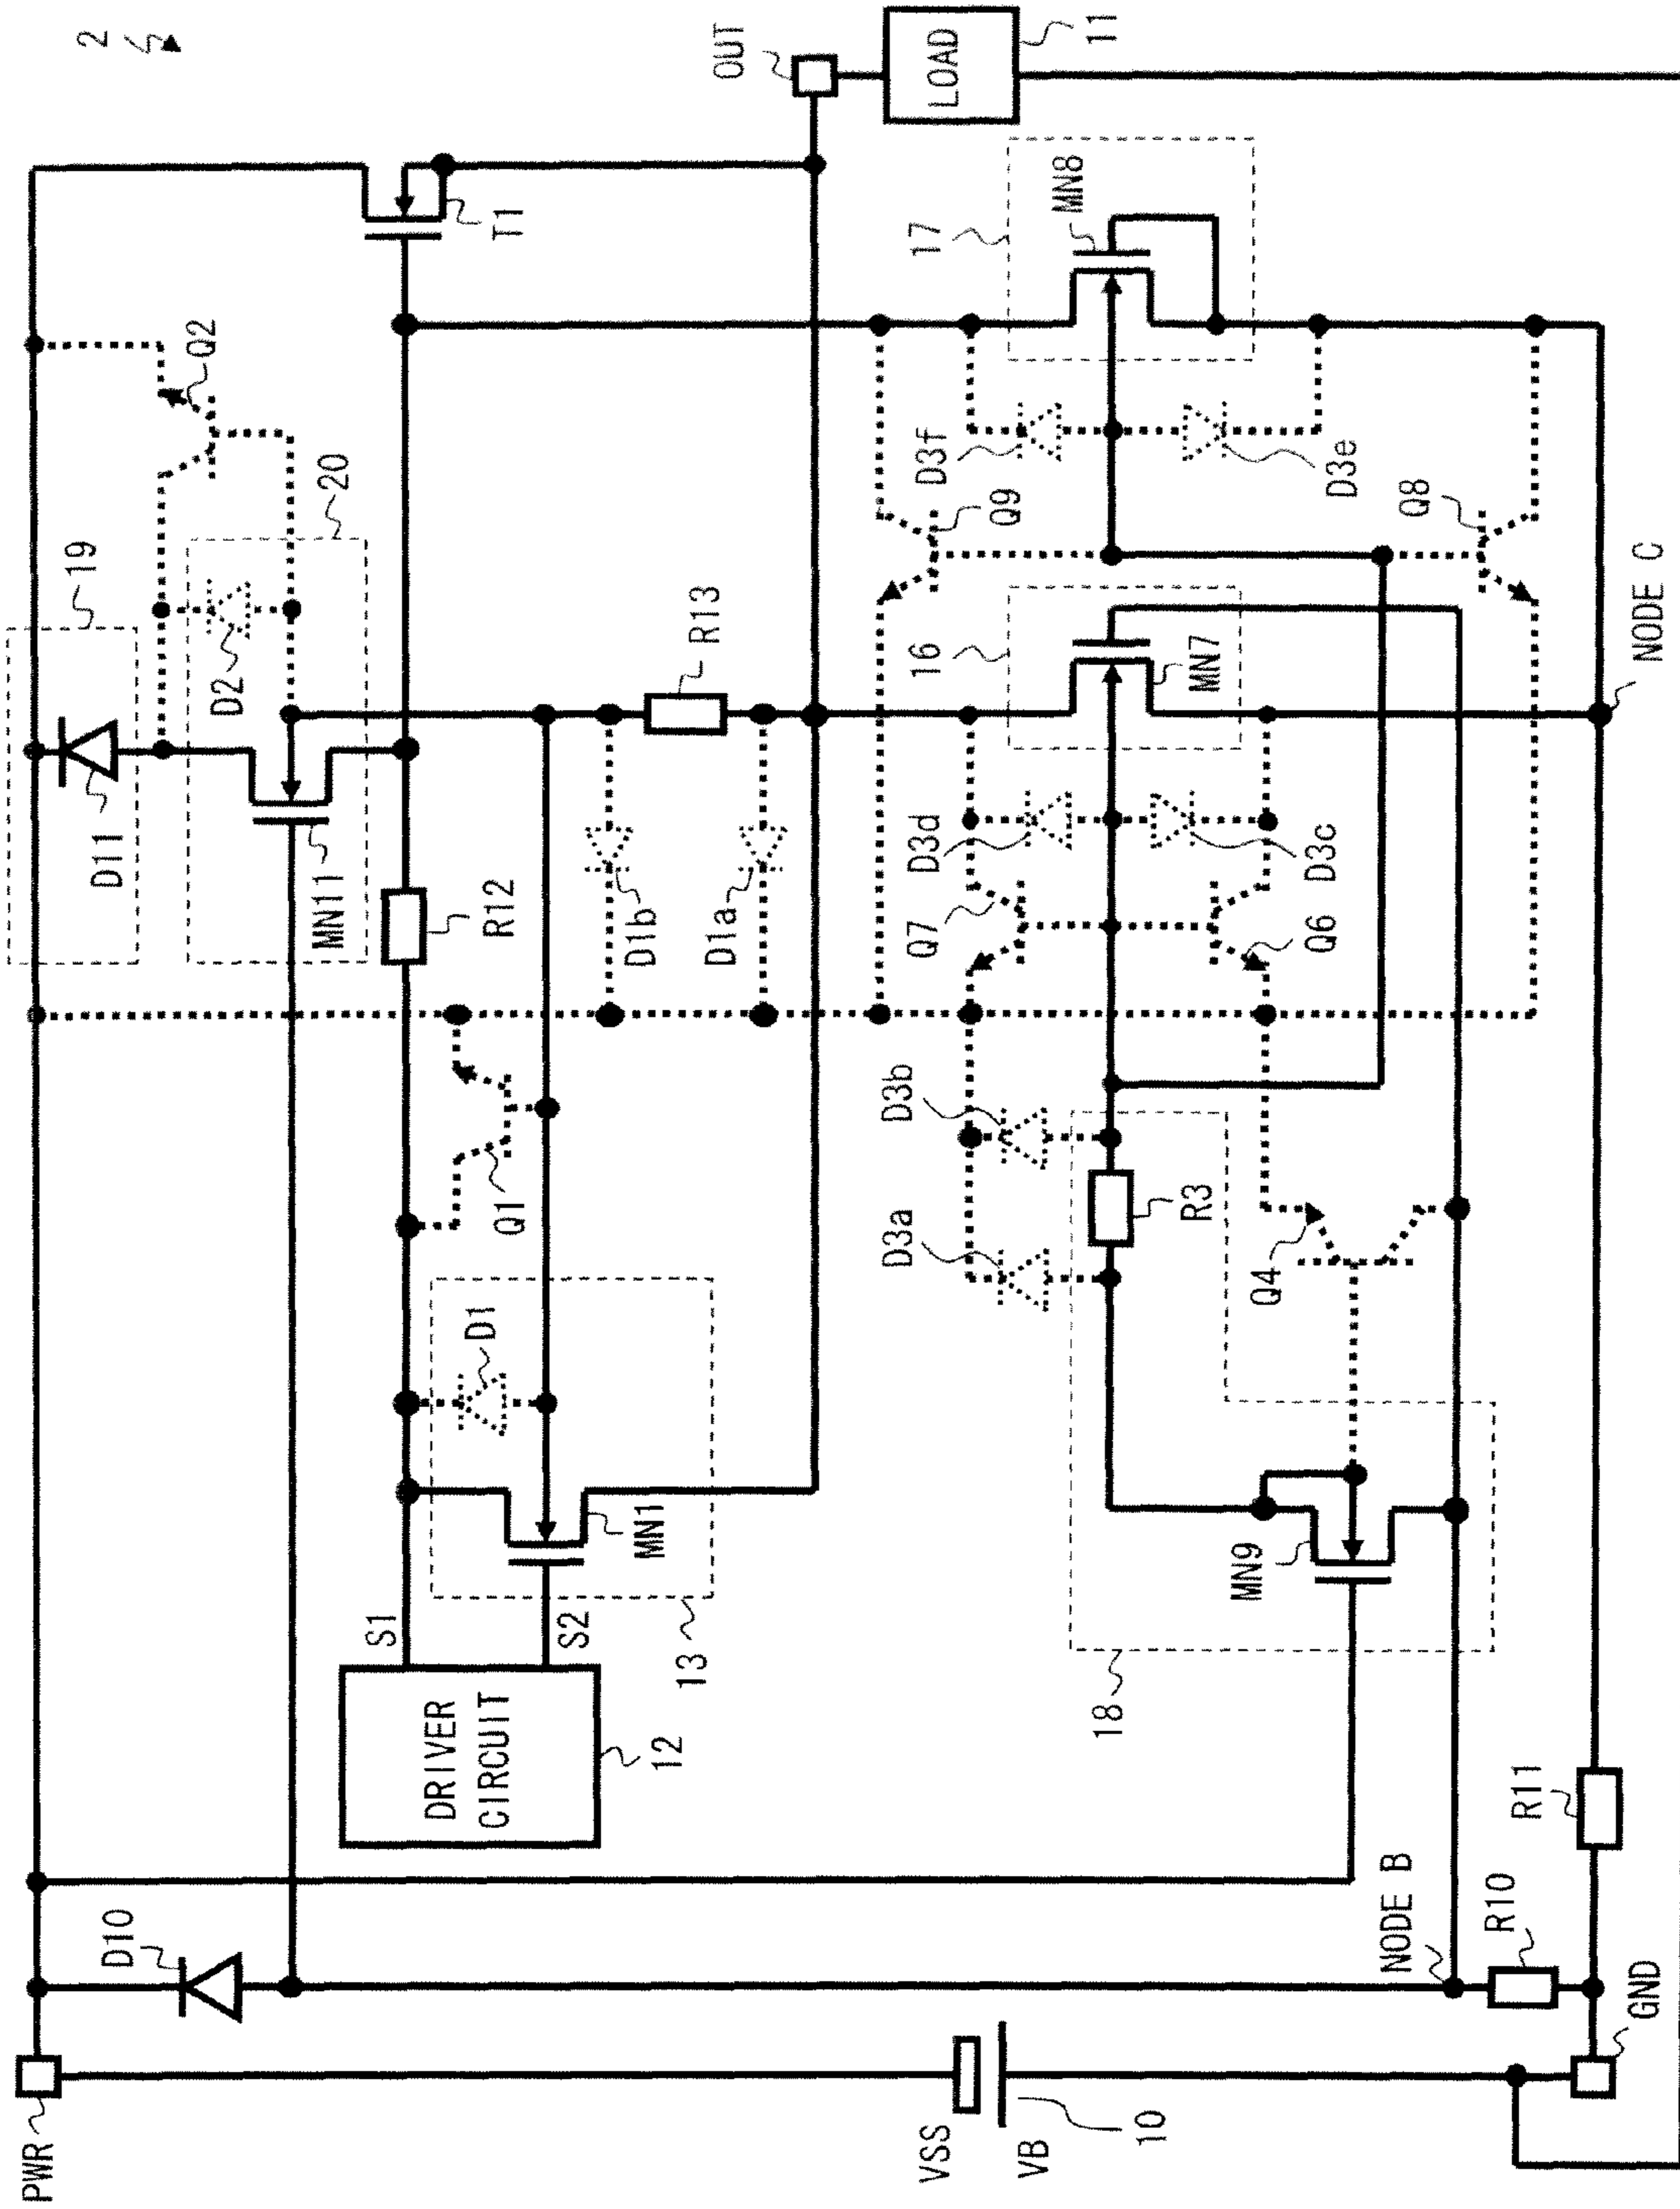 2
PWR
D10
D11
19
Q2
20
D2
MN11
T1
OUT
LOAD
11
DRIVER
CIRCUIT
12
S1
S2
13
MN1
D1
Q1
R12
R13
D1b
D1a
VSS
VB
10
NODE B
R10
GND
R11
18
MN9
Q4
R3
D3a
D3b
Q7
Q6
D3d
D3c
16
MN7
Q9
Q8
D3f
D3e
17
MN8
NODE C